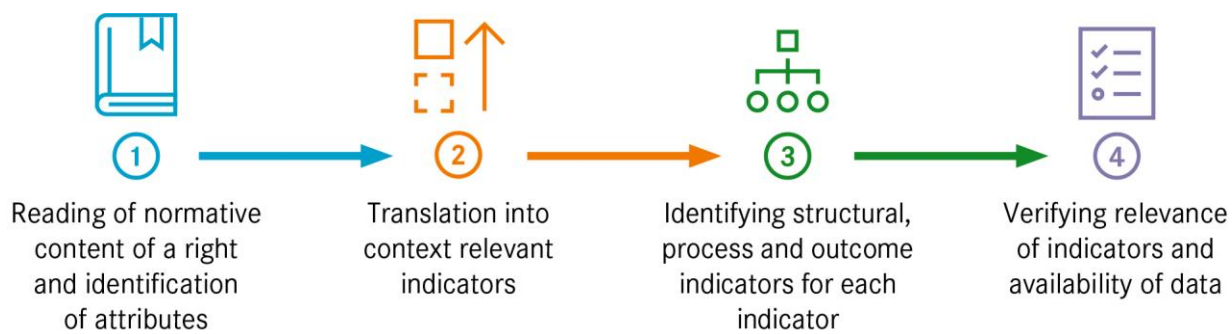 1
Reading of normative
content of a right
and identification
of attributes
2
Translation into
context relevant
indicators
3
Identifying structural,
process and outcome
indicators for each
indicator
4
Verifying relevance
of indicators and
availability of data